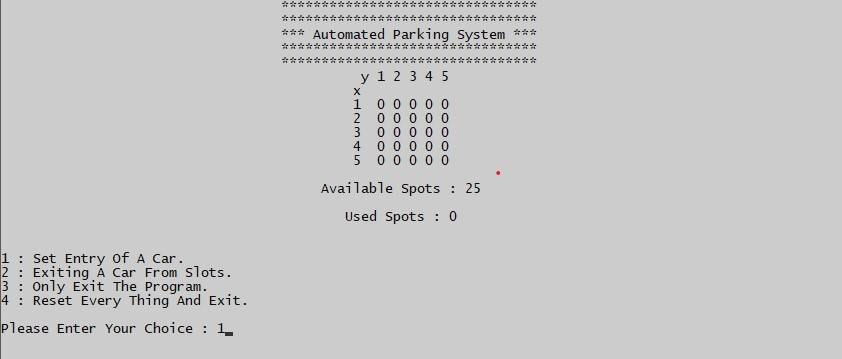 ********************************
********************************
*** Automated Parking System ***
********************************
********************************
y 1 2 3 4 5
x
1 0 0 0 0 0
2 0 0 0 0 0
3 0 0 0 0 0
4 0 0 0 0 0
5 0 0 0 0 0
Available Spots : 25
Used Spots : 0
1 : Set Entry Of A Car.
2 : Exiting A Car From Slots.
3 : Only Exit The Program.
4 : Reset Every Thing And Exit.
Please Enter Your Choice : 1_